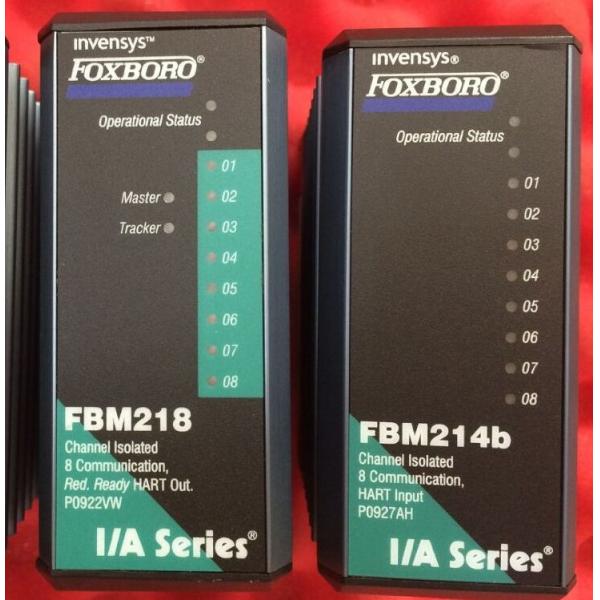 invensys™
FOXBORO®
Operational Status
01
Master 02
Tracker 03
04
05
06
07
08
FBM218
Channel Isolated
8 Communication,
Red. Ready HART Out.
P0922VW
I/A Series®
invensys®
FOXBORO®
Operational Status
01
02
03
04
05
06
07
08
FBM214b
Channel Isolated
8 Communication,
HART Input
P0927AH
I/A Series®